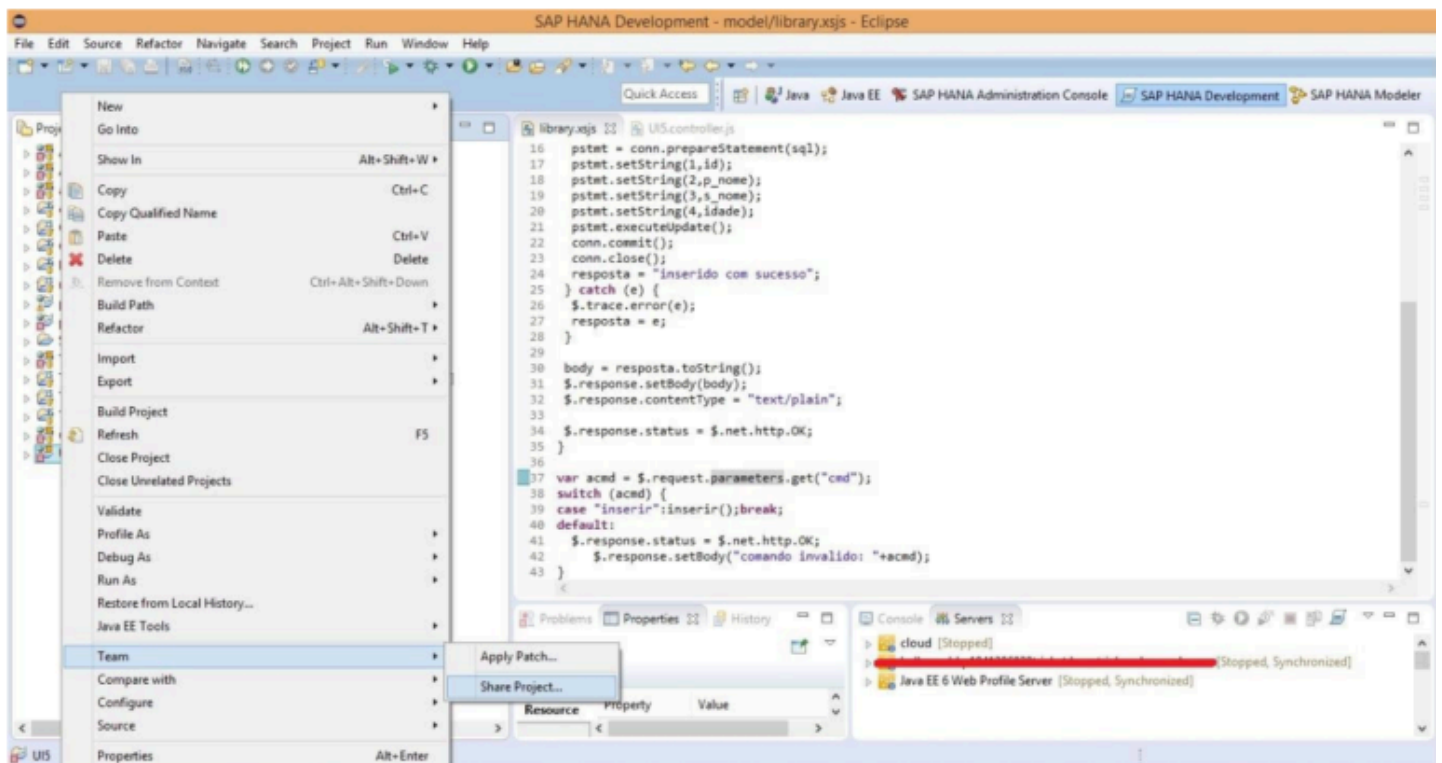 SAP HANA Development - model/library.xsjs - Eclipse
File Edit Source Refactor Navigate Search Project Run Window Help
Quick Access Java Java EE SAP HANA Administration Console SAP HANA Development SAP HANA Modeler
New
Go Into
Show In Alt+Shift+W
Copy Ctrl+C
Copy Qualified Name
Paste Ctrl+V
Delete Delete
Remove from Context Ctrl+Alt+Shift+Down
Build Path
Refactor Alt+Shift+T
Import
Export
Build Project
Refresh F5
Close Project
Close Unrelated Projects
Validate
Profile As
Debug As
Run As
Restore from Local History...
Java EE Tools
Team
Compare with
Configure
Source
Properties Alt+Enter
Apply Patch...
Share Project...
UI5
library.xsjs UI5.controller.js
16 pstmt = conn.prepareStatement(sql);
17 pstmt.setString(1,id);
18 pstmt.setString(2,p_nome);
19 pstmt.setString(3,s_nome);
20 pstmt.setString(4,idade);
21 pstmt.executeUpdate();
22 conn.commit();
23 conn.close();
24 resposta = "inserido com sucesso";
25 } catch (e) {
26 $.trace.error(e);
27 resposta = e;
28 }
29
30 body = resposta.toString();
31 $.response.setBody(body);
32 $.response.contentType = "text/plain";
33
34 $.response.status = $.net.http.OK;
35 }
36
37 var acmd = $.request.parameters.get("cmd");
38 switch (acmd) {
39 case "inserir":inserir();break;
40 default:
41 $.response.status = $.net.http.OK;
42 $.response.setBody("comando invalido: "+acmd);
43 }
Problems Properties History
Resource Property Value
Console Servers
cloud [Stopped]
[Stopped, Synchronized]
Java EE 6 Web Profile Server [Stopped, Synchronized]